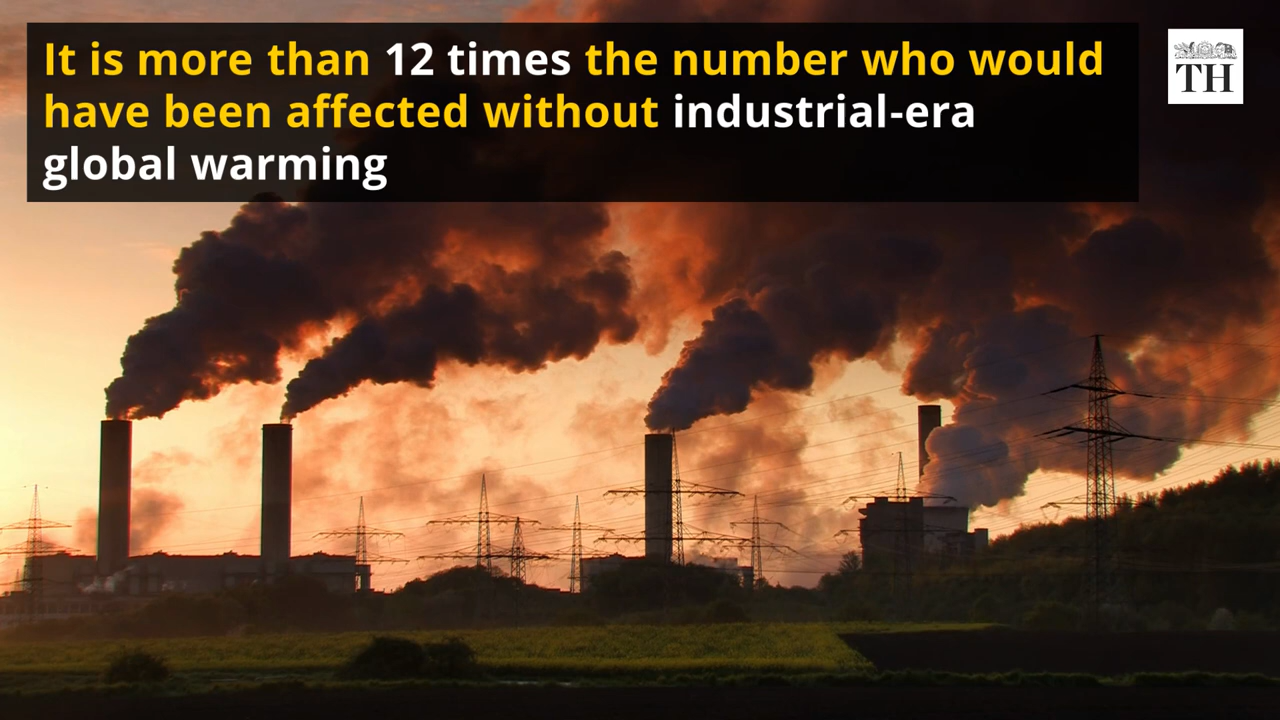 It is more than 12 times the number who would
have been affected without industrial-era
global warming
TH